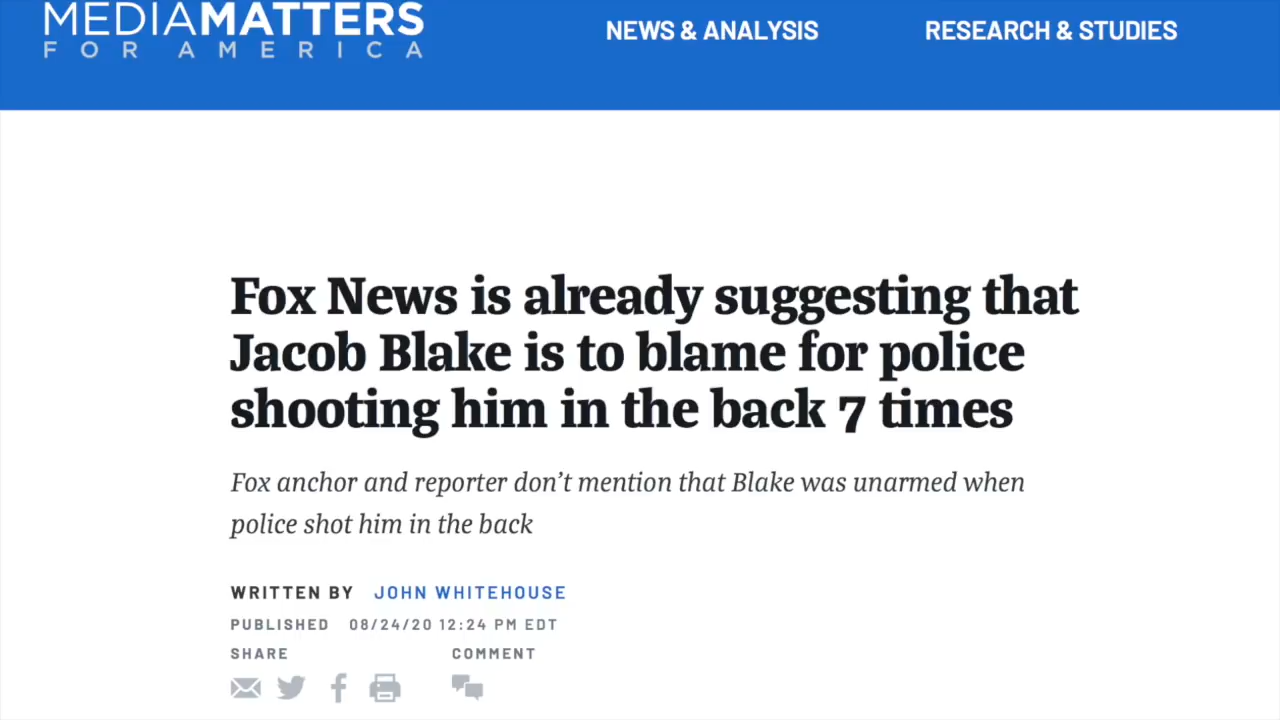 MEDIAMATTERS
FOR AMERICA
NEWS & ANALYSIS
RESEARCH & STUDIES
Fox News is already suggesting that
Jacob Blake is to blame for police
shooting him in the back 7 times
Fox anchor and reporter don’t mention that Blake was unarmed when
police shot him in the back
WRITTEN BY JOHN WHITEHOUSE
PUBLISHED 08/24/20 12:24 PM EDT
SHARE
COMMENT